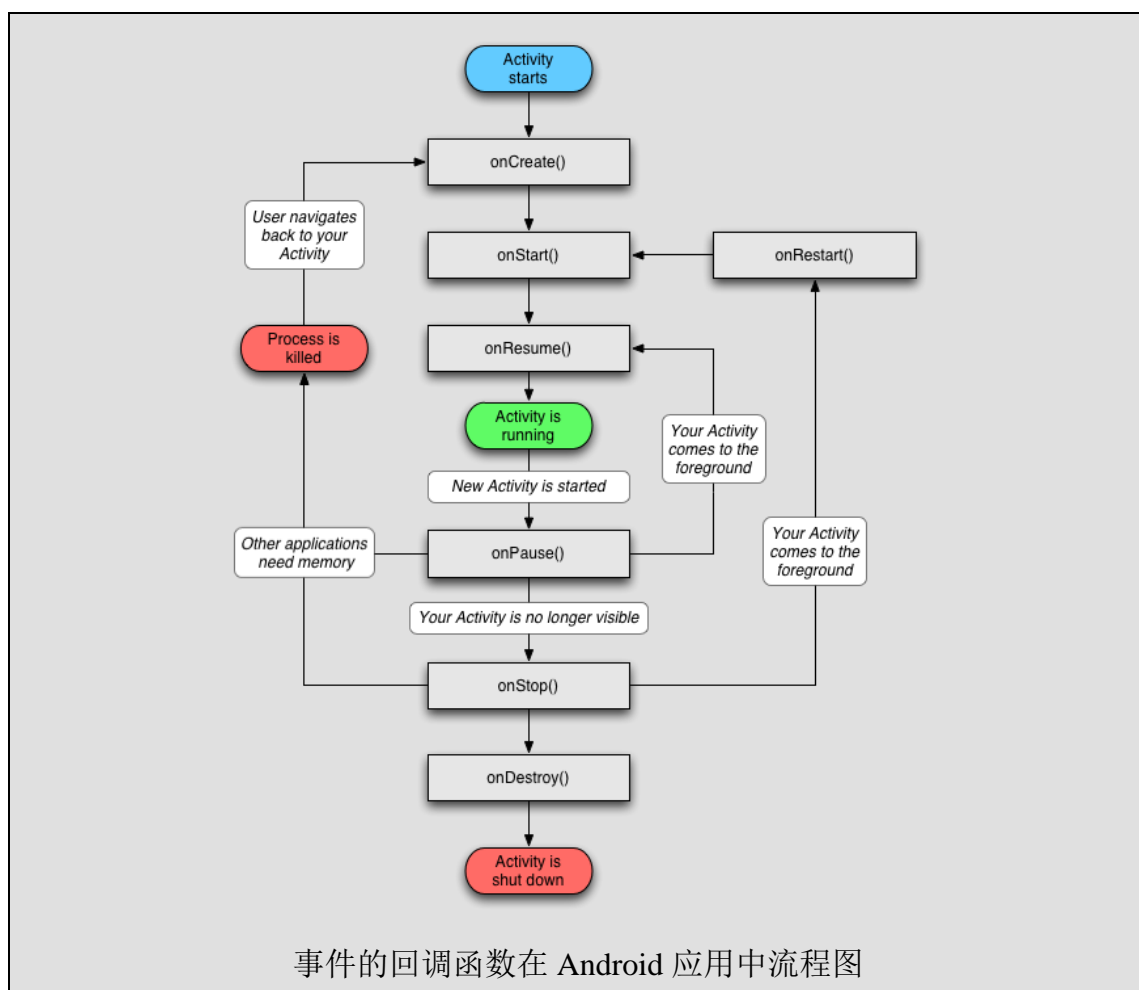 Activity
starts
onCreate()
User navigates
back to your
Activity
onStart()
onRestart()
Process is
killed
onResume()
Activity is
running
Your Activity
comes to the
foreground
New Activity is started
Other applications
need memory
onPause()
Your Activity
comes to the
foreground
Your Activity is no longer visible
onStop()
onDestroy()
Activity is
shut down
事件的回调函数在 Android 应用中流程图